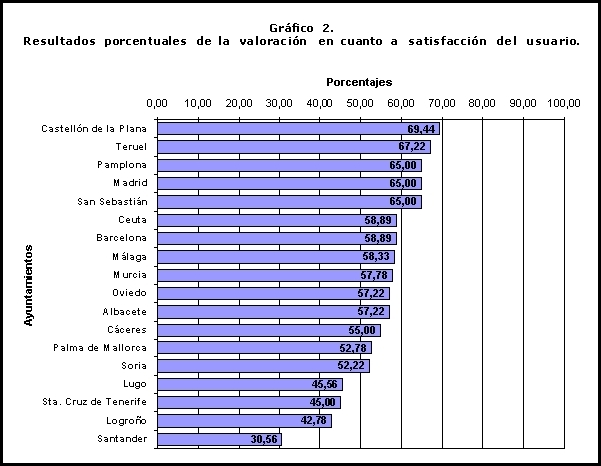 Gráfico 2.
Resultados porcentuales de la valoración en cuanto a satisfacción del usuario.
Porcentajes
0,00 10,00 20,00 30,00 40,00 50,00 60,00 70,00 80,00 90,00 100,00
Ayuntamientos
Castellón de la Plana 69,44
Teruel 67,22
Pamplona 65,00
Madrid 65,00
San Sebastián 65,00
Ceuta 58,89
Barcelona 58,89
Málaga 58,33
Murcia 57,78
Oviedo 57,22
Albacete 57,22
Cáceres 55,00
Palma de Mallorca 52,78
Soria 52,22
Lugo 45,56
Sta. Cruz de Tenerife 45,00
Logroño 42,78
Santander 30,56